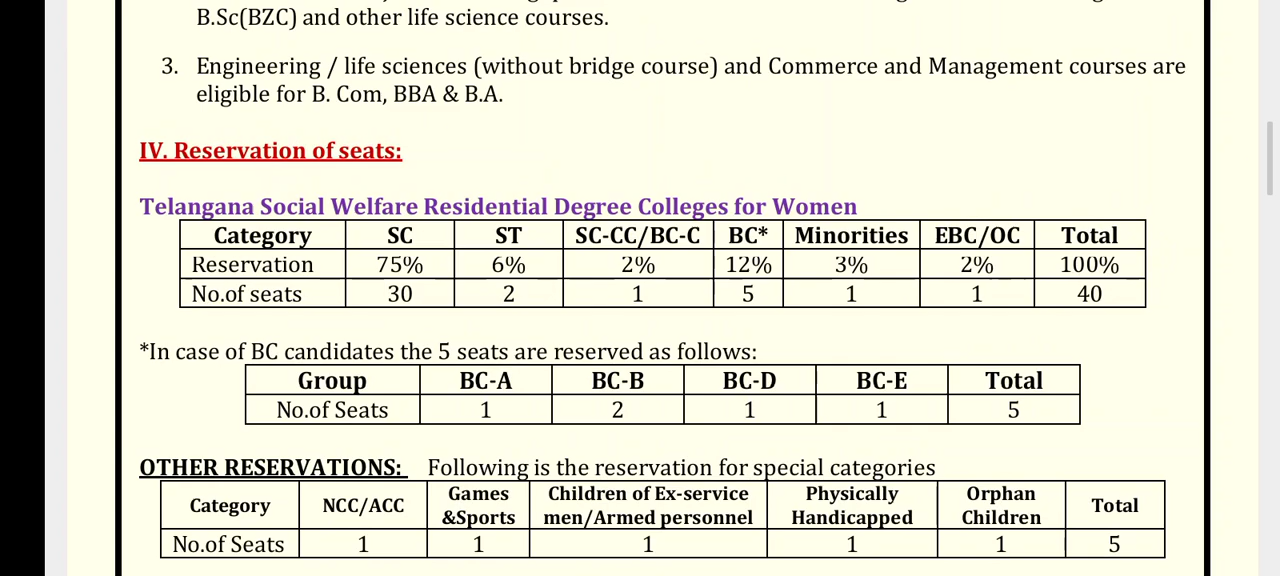 B.Sc(BZC) and other life science courses.
3. Engineering / life sciences (without bridge course) and Commerce and Management courses are
eligible for B. Com, BBA & B.A.
IV. Reservation of seats:
Telangana Social Welfare Residential Degree Colleges for Women
Category SC ST SC-CC/BC-C BC* Minorities EBC/OC Total
Reservation 75% 6% 2% 12% 3% 2% 100%
No.of seats 30 2 1 5 1 1 40
*In case of BC candidates the 5 seats are reserved as follows:
Group BC-A BC-B BC-D BC-E Total
No.of Seats 1 2 1 1 5
OTHER RESERVATIONS: Following is the reservation for special categories
Category NCC/ACC Games &Sports Children of Ex-service men/Armed personnel Physically Handicapped Orphan Children Total
No.of Seats 1 1 1 1 1 5